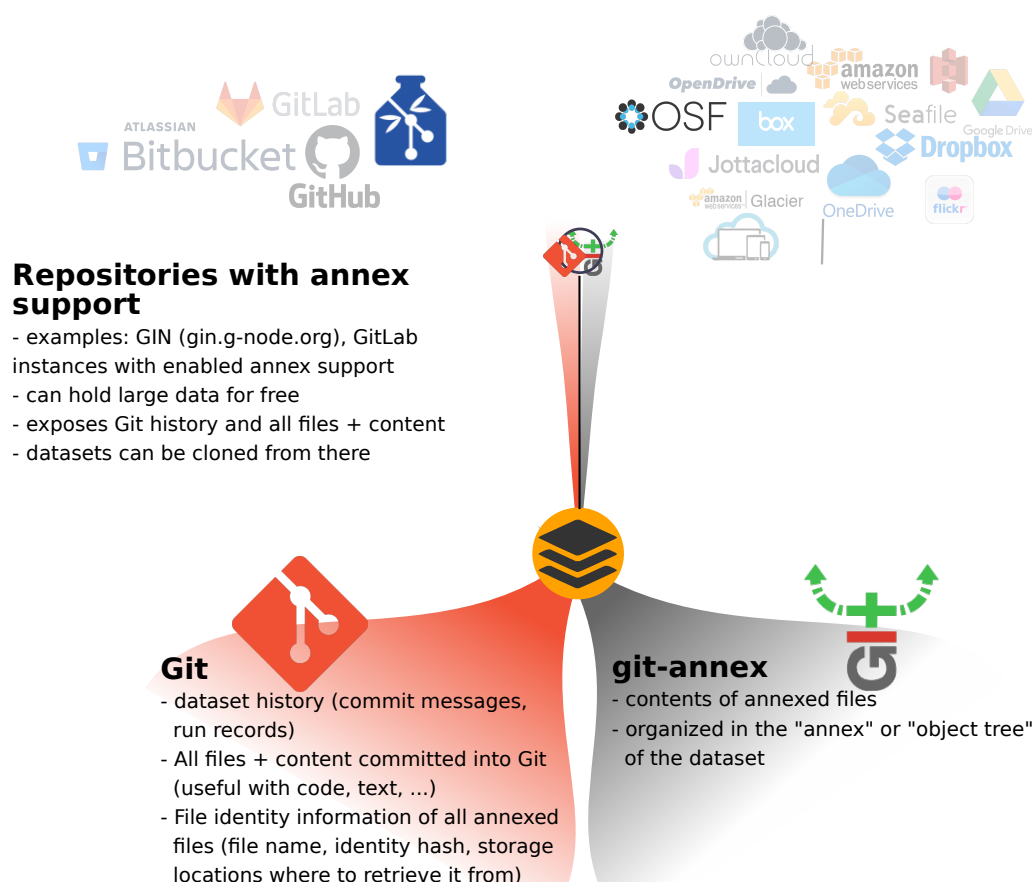 ownCloud
OpenDrive
amazon
webservices
OSF
box
Seafile
Google Drive
GitLab
ATLASSIAN
Bitbucket
GitHub
Jottacloud
Dropbox
amazon
webservices
Glacier
OneDrive
flickr
GIT
Repositories with annex
support
- examples: GIN (gin.g-node.org), GitLab
instances with enabled annex support
- can hold large data for free
- exposes Git history and all files + content
- datasets can be cloned from there
GIT
Git
- dataset history (commit messages,
run records)
- All files + content committed into Git
(useful with code, text, ...)
- File identity information of all annexed
files (file name, identity hash, storage
locations where to retrieve it from)
git-annex
- contents of annexed files
- organized in the "annex" or "object tree"
of the dataset